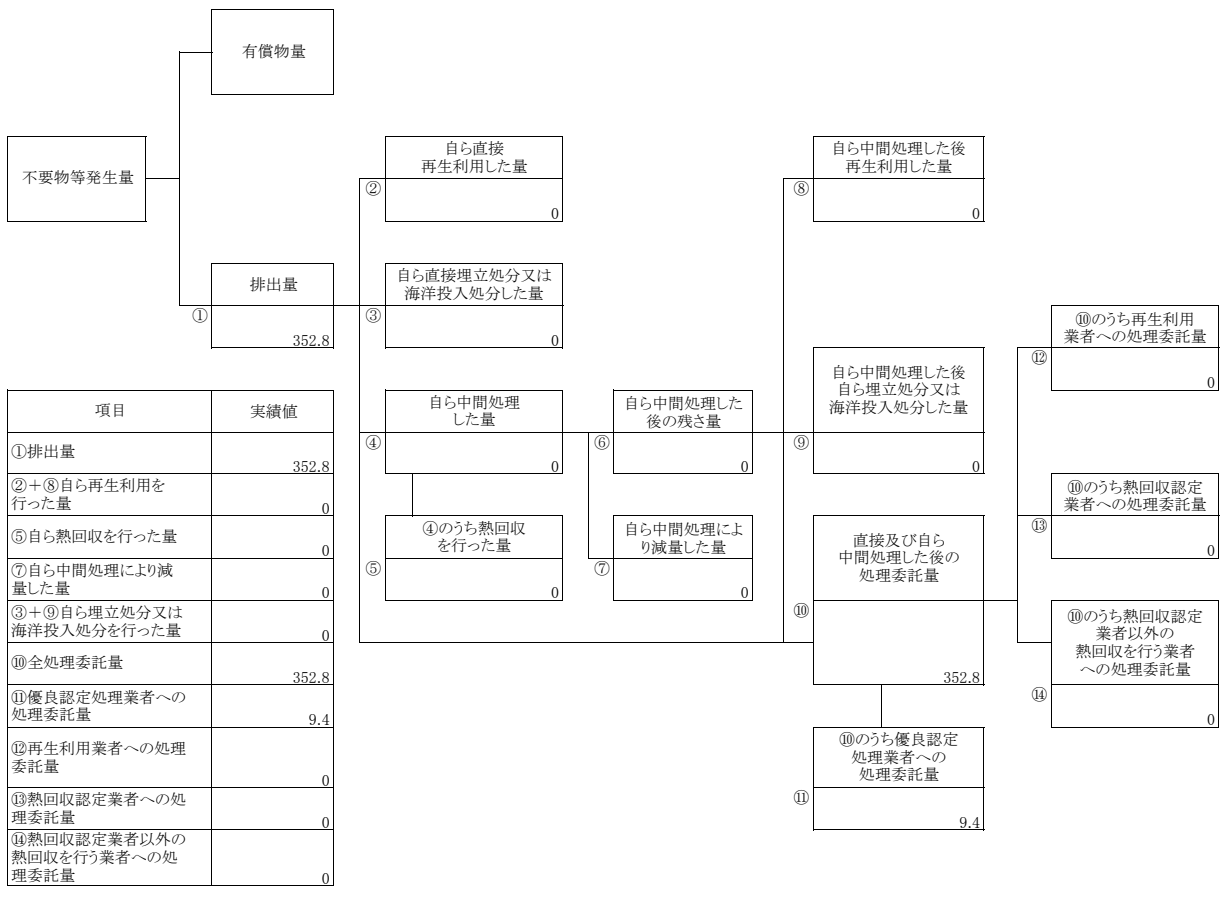 有償物量
不要物等発生量
排出量
①
352.8
自ら直接
再生利用した量
②
0
自ら直接埋立処分又は
海洋投入処分した量
③
0
自ら中間処理
した量
④
0
④のうち熱回収
を行った量
⑤
0
自ら中間処理した
後の残さ量
⑥
0
自ら中間処理によ
り減量した量
⑦
0
自ら中間処理した後
再生利用した量
⑧
0
自ら中間処理した後
自ら埋立処分又は
海洋投入処分した量
⑨
0
直接及び自ら
中間処理した後の
処理委託量
⑩
352.8
⑩のうち優良認定
処理業者への
処理委託量
⑪
9.4
⑩のうち再生利用
業者への処理委託量
⑫
0
⑩のうち熱回収認定
業者への処理委託量
⑬
0
⑩のうち熱回収認定
業者以外の
熱回収を行う業者
への処理委託量
⑭
0
項目 実績値
①排出量
352.8
②+⑧自ら再生利用を
行った量
0
⑤自ら熱回収を行った量
0
⑦自ら中間処理により減
量した量
0
③+⑨自ら埋立処分又は
海洋投入処分を行った量
0
⑩全処理委託量
352.8
⑪優良認定処理業者への
処理委託量
9.4
⑫再生利用業者への処理
委託量
0
⑬熱回収認定業者への処
理委託量
0
⑭熱回収認定業者以外の
熱回収を行う業者への処
理委託量
0